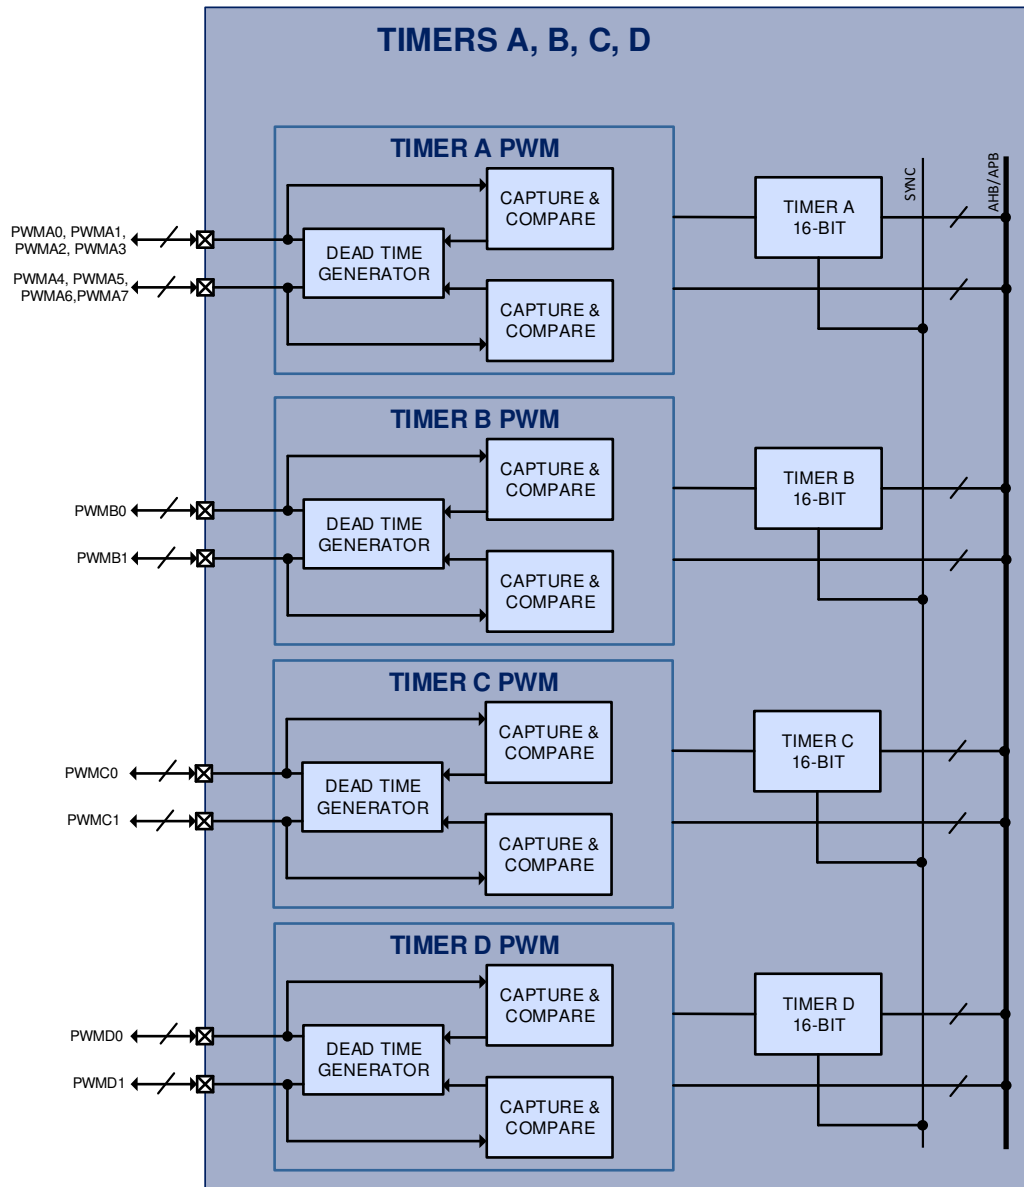 TIMERS A, B, C, D
TIMER A PWM
CAPTURE &
COMPARE
DEAD TIME
GENERATOR
CAPTURE &
COMPARE
PWMA0, PWMA1,
PWMA2, PWMA3
PWMA4, PWMA5,
PWMA6,PWMA7
TIMER A
16-BIT
SYNC
AHB/APB
TIMER B PWM
CAPTURE &
COMPARE
DEAD TIME
GENERATOR
CAPTURE &
COMPARE
PWMB0
PWMB1
TIMER B
16-BIT
TIMER C PWM
CAPTURE &
COMPARE
DEAD TIME
GENERATOR
CAPTURE &
COMPARE
PWMC0
PWMC1
TIMER C
16-BIT
TIMER D PWM
CAPTURE &
COMPARE
DEAD TIME
GENERATOR
CAPTURE &
COMPARE
PWMD0
PWMD1
TIMER D
16-BIT